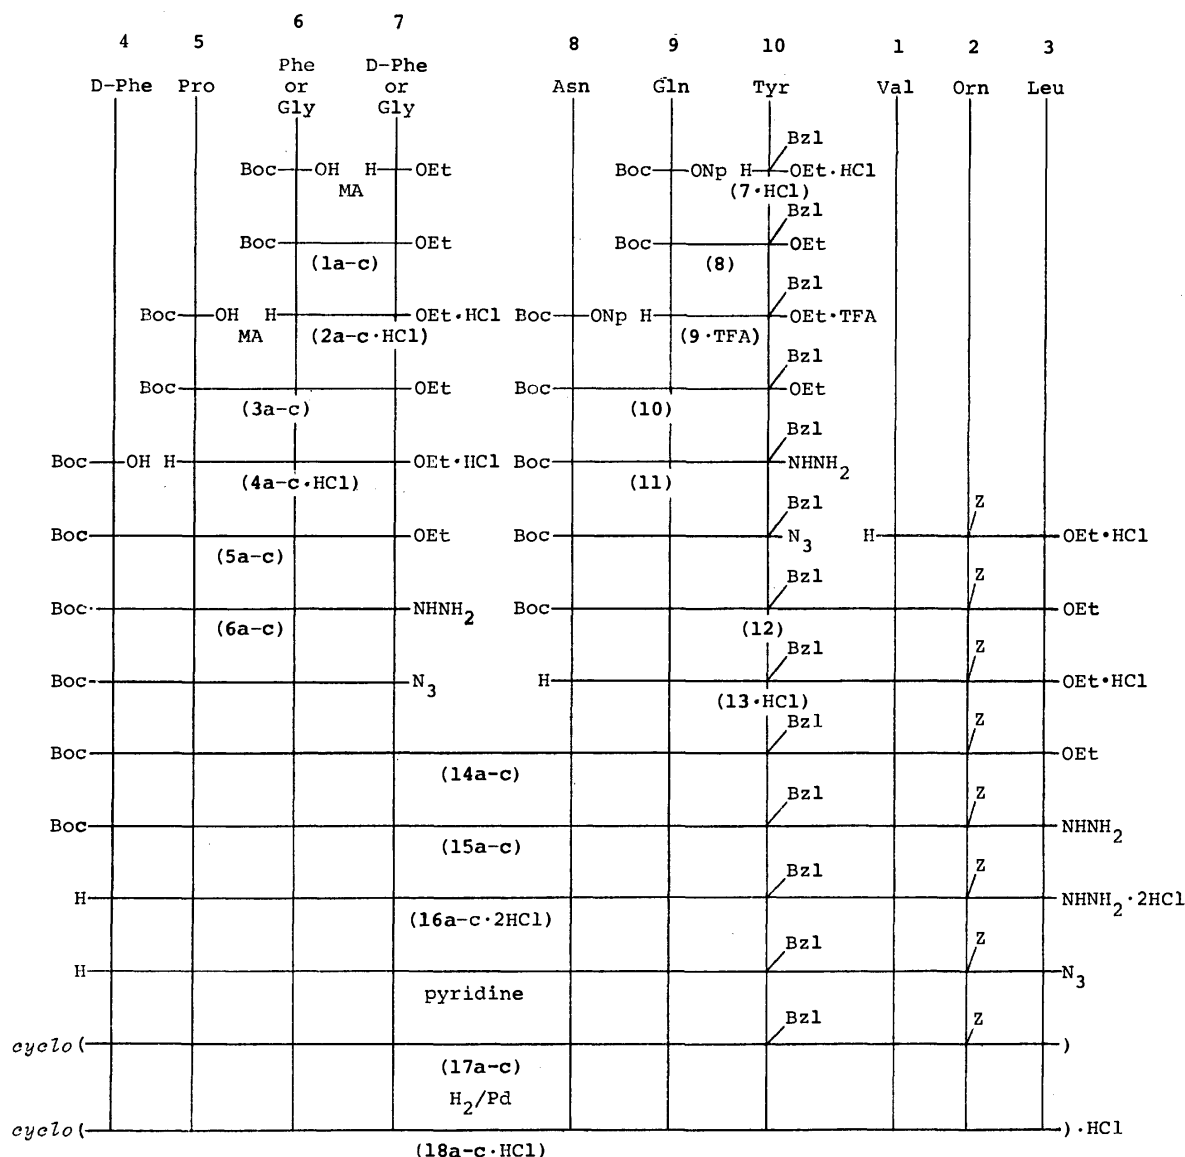 4 5 6 7 8 9 10 1 2 3
D-Phe Pro Phe or Gly D-Phe or Gly Asn Gln Tyr Val Orn Leu
Bzl
Boc OH H OEt Boc ONp H OEt·HCl
MA (7·HCl)
Bzl
Boc OEt Boc OEt
(1a-c) (8)
Bzl
Boc OH H OEt·HCl Boc ONp H OEt·TFA
MA (2a-c·HCl) (9·TFA)
Bzl
Boc OEt Boc OEt
(3a-c) (10)
Bzl
Boc OH H OEt·HCl Boc NHNH2
(4a-c·HCl) (11)
Bzl Z
Boc OEt Boc N3 H OEt·HCl
(5a-c)
Bzl Z
Boc NHNH2 Boc OEt
(6a-c) (12)
Bzl Z
Boc N3 H OEt·HCl
(13·HCl)
Bzl Z
Boc OEt
(14a-c)
Bzl Z
Boc NHNH2
(15a-c)
Bzl Z
H NHNH2·2HCl
(16a-c·2HCl)
Bzl Z
H N3
pyridine
Bzl Z
cyclo( )
(17a-c)
H2/Pd
cyclo( )·HCl
(18a-c·HCl)